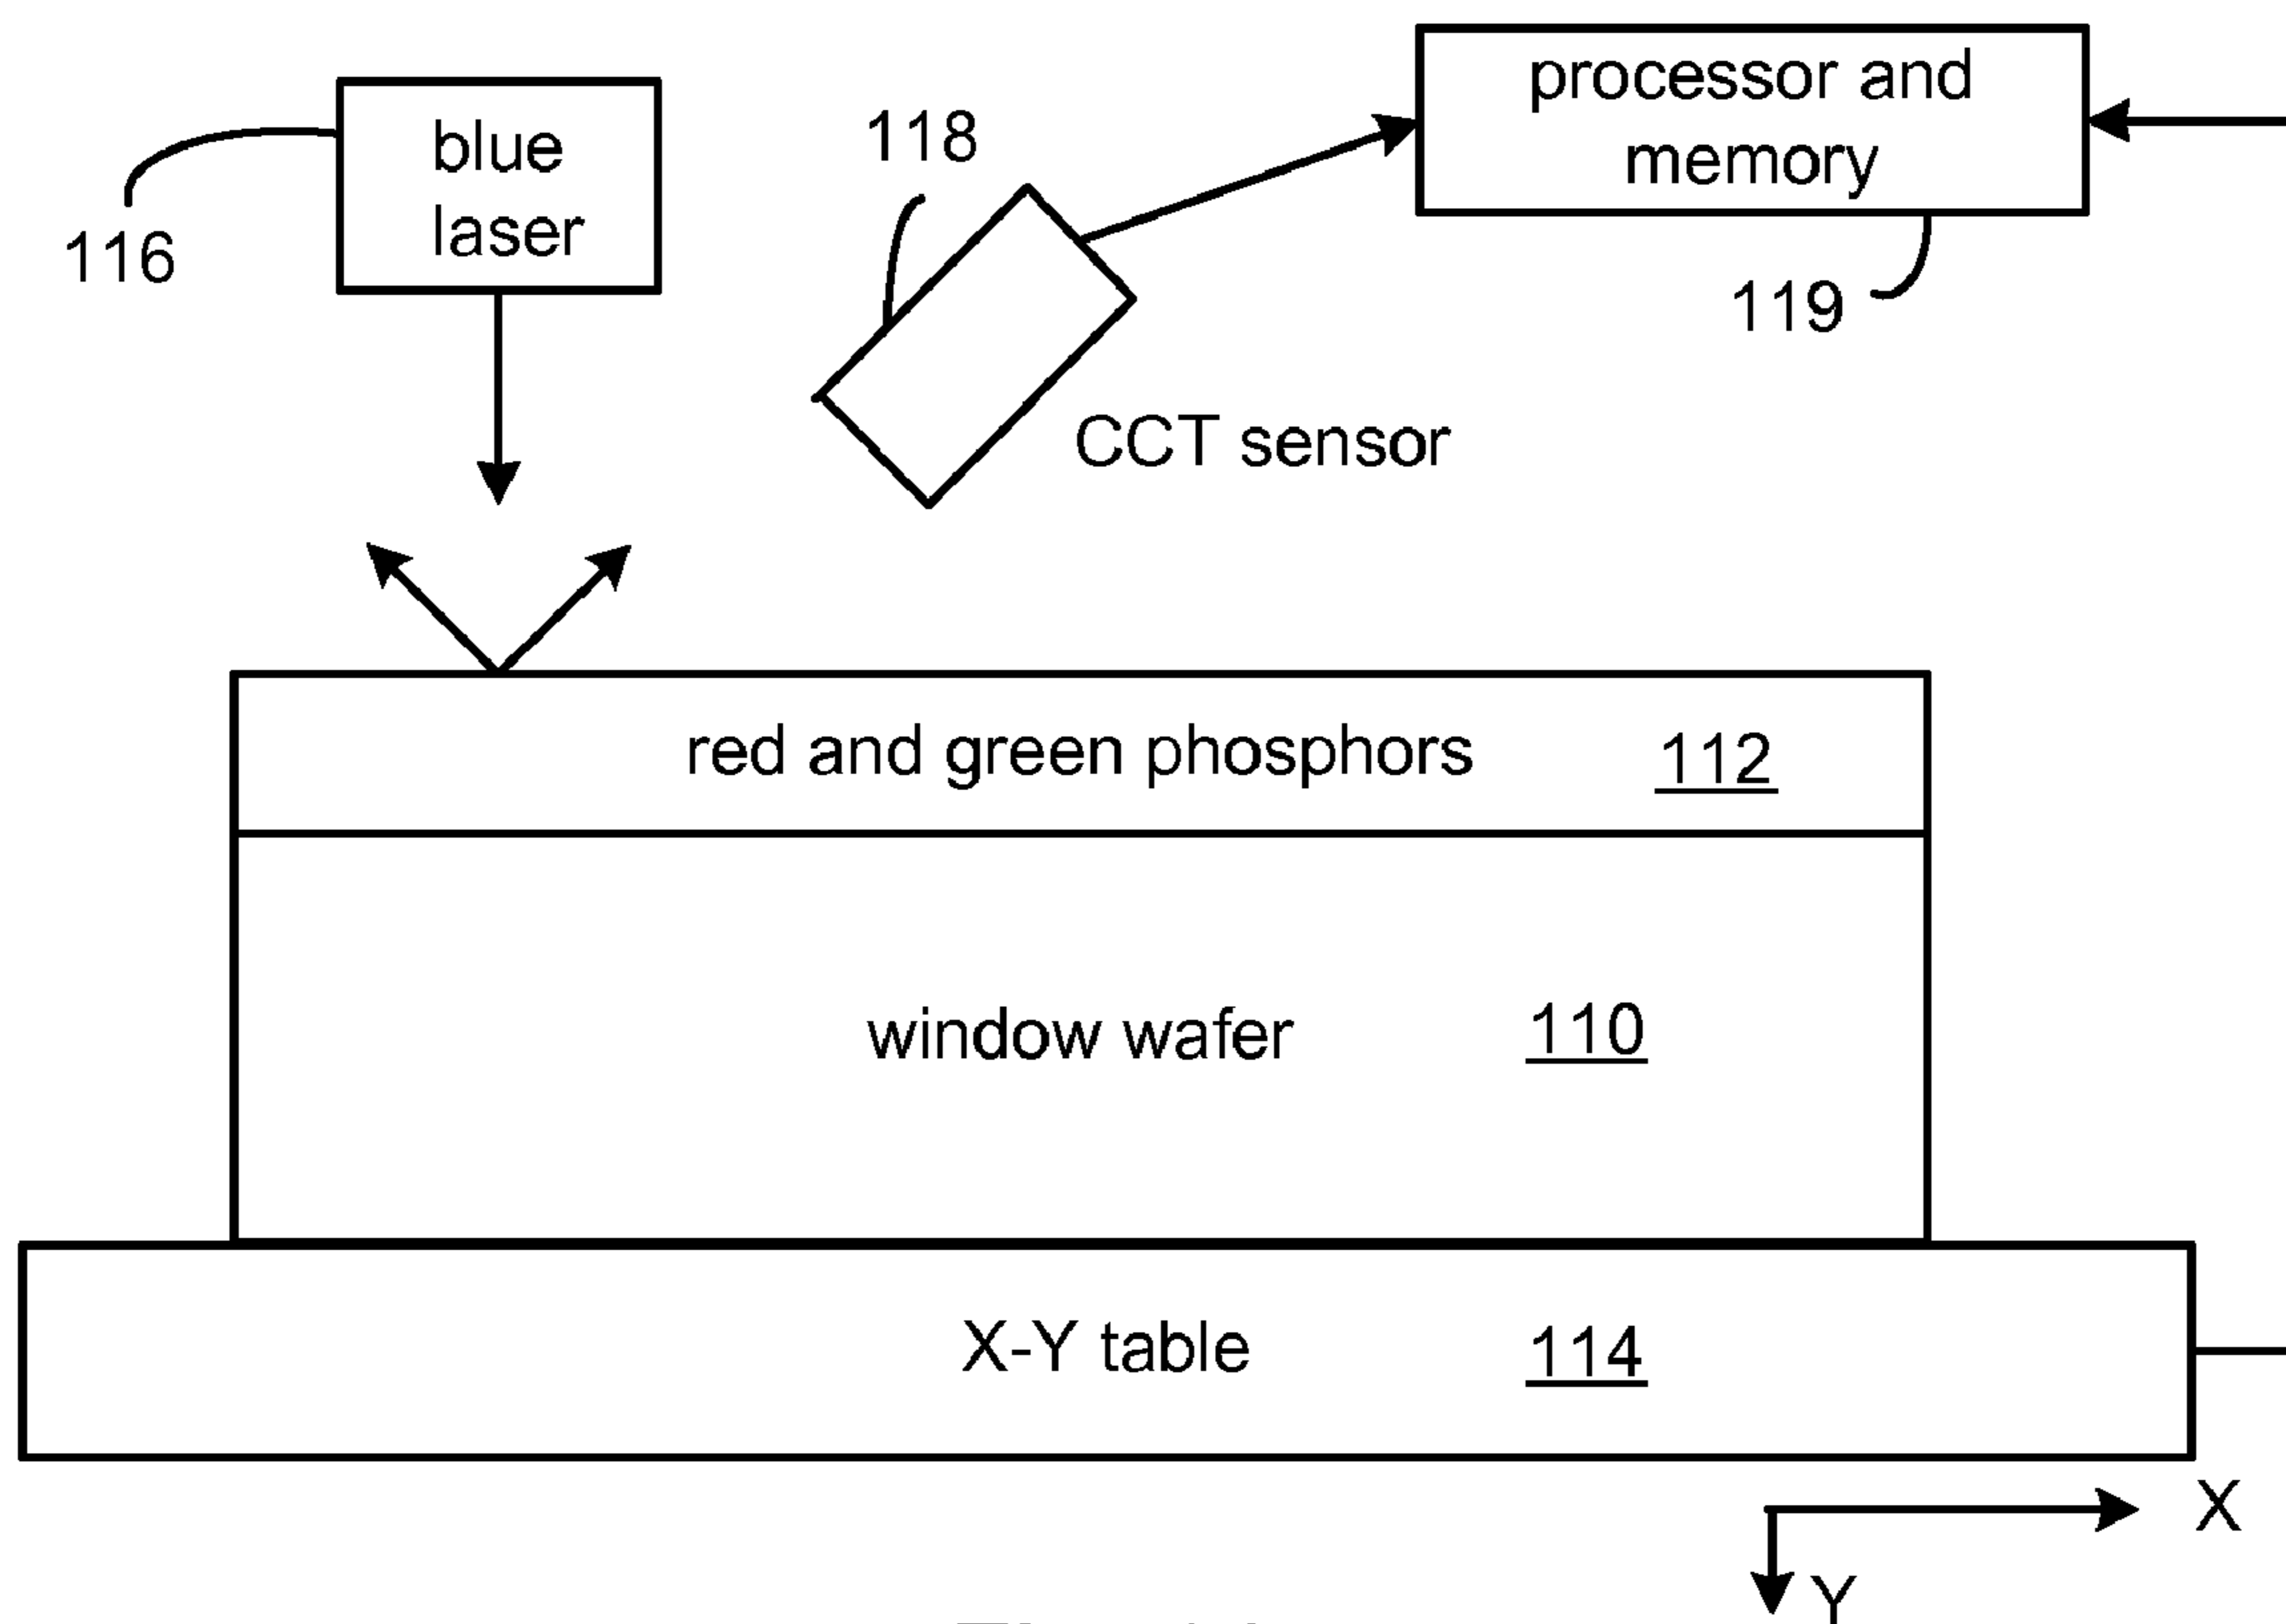 processor and
memory
blue
laser
118
116
119
CCT sensor
red and green phosphors 112
window wafer 110
X-Y table 114
X
Y